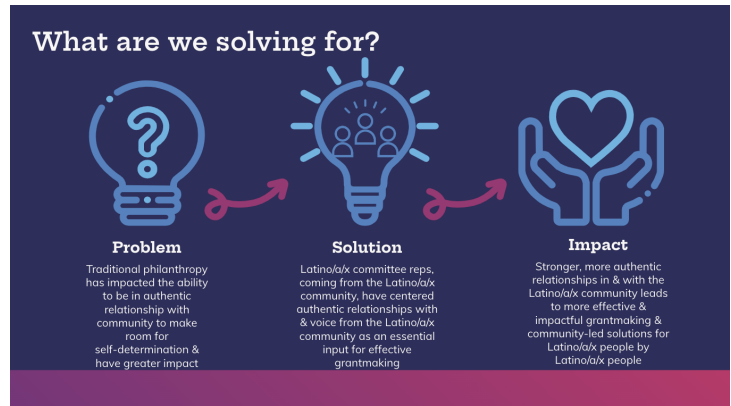 What are we solving for?
Problem
Traditional philanthropy
has impacted the ability
to be in authentic
relationship with
community to make
room for
self-determination &
have greater impact
Solution
Latino/a/x committee reps,
coming from the Latino/a/x
community, have centered
authentic relationships with
& voice from the Latino/a/x
community as an essential
input for effective
grantmaking
Impact
Stronger, more authentic
relationships in & with the
Latino/a/x community leads
to more effective &
impactful grantmaking &
community-led solutions for
Latino/a/x people by
Latino/a/x people